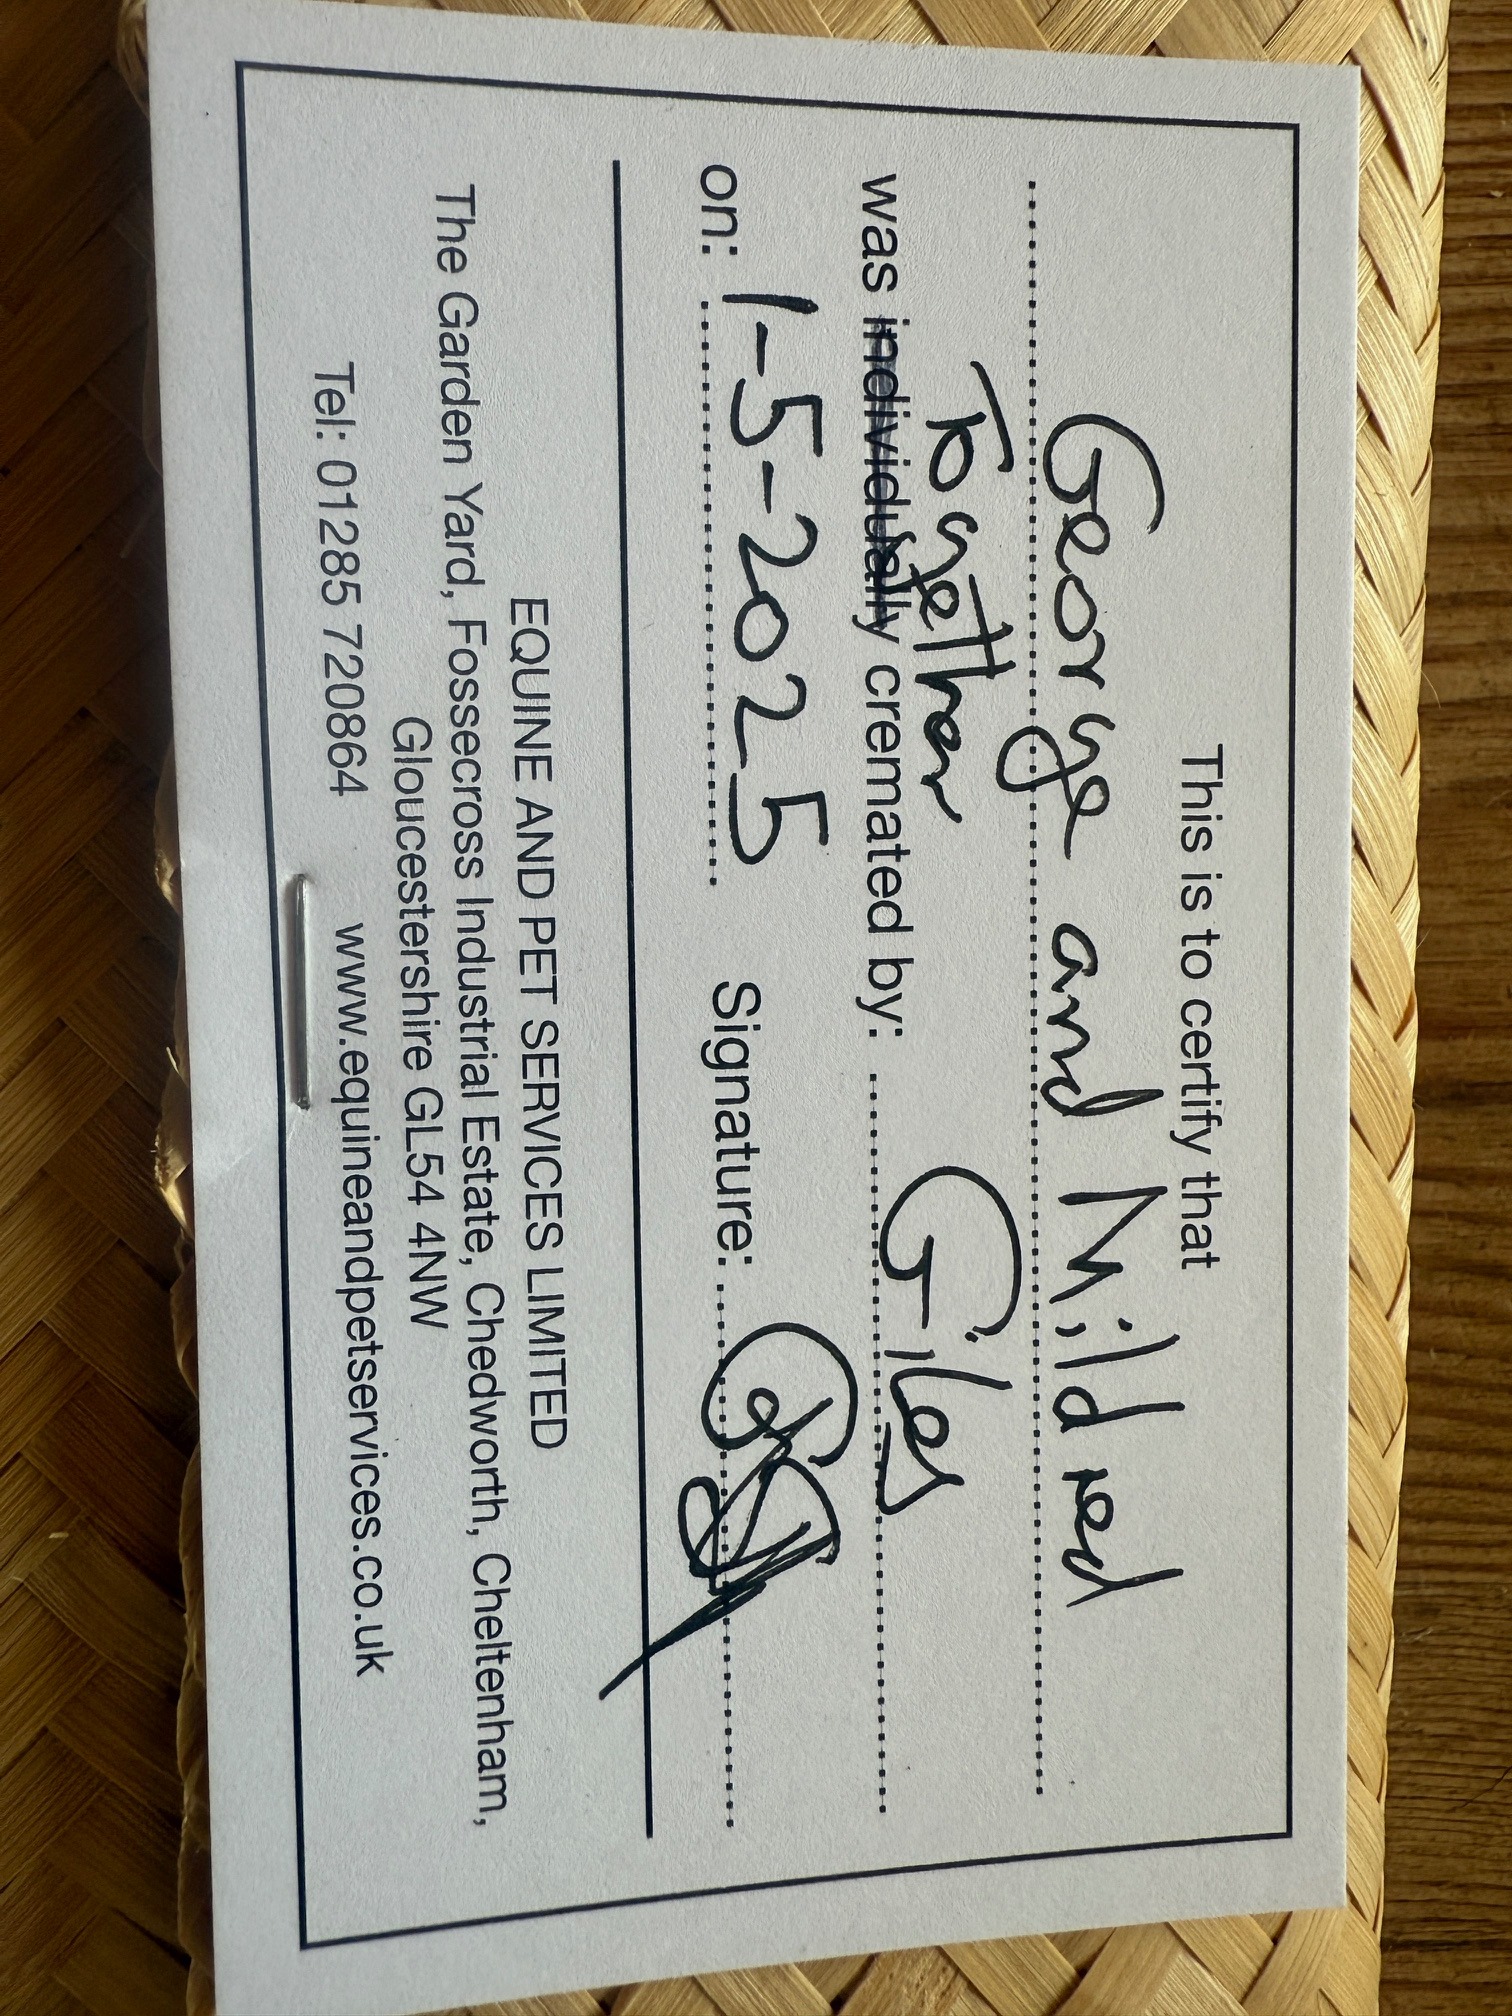 This is to certify that
George and Mildred
Together
was individually cremated by: Giles
on: 1-5-2025 Signature:
EQUINE AND PET SERVICES LIMITED
The Garden Yard, Fossecross Industrial Estate, Chedworth, Cheltenham,
Gloucestershire GL54 4NW
Tel: 01285 720864 www.equineandpetservices.co.uk